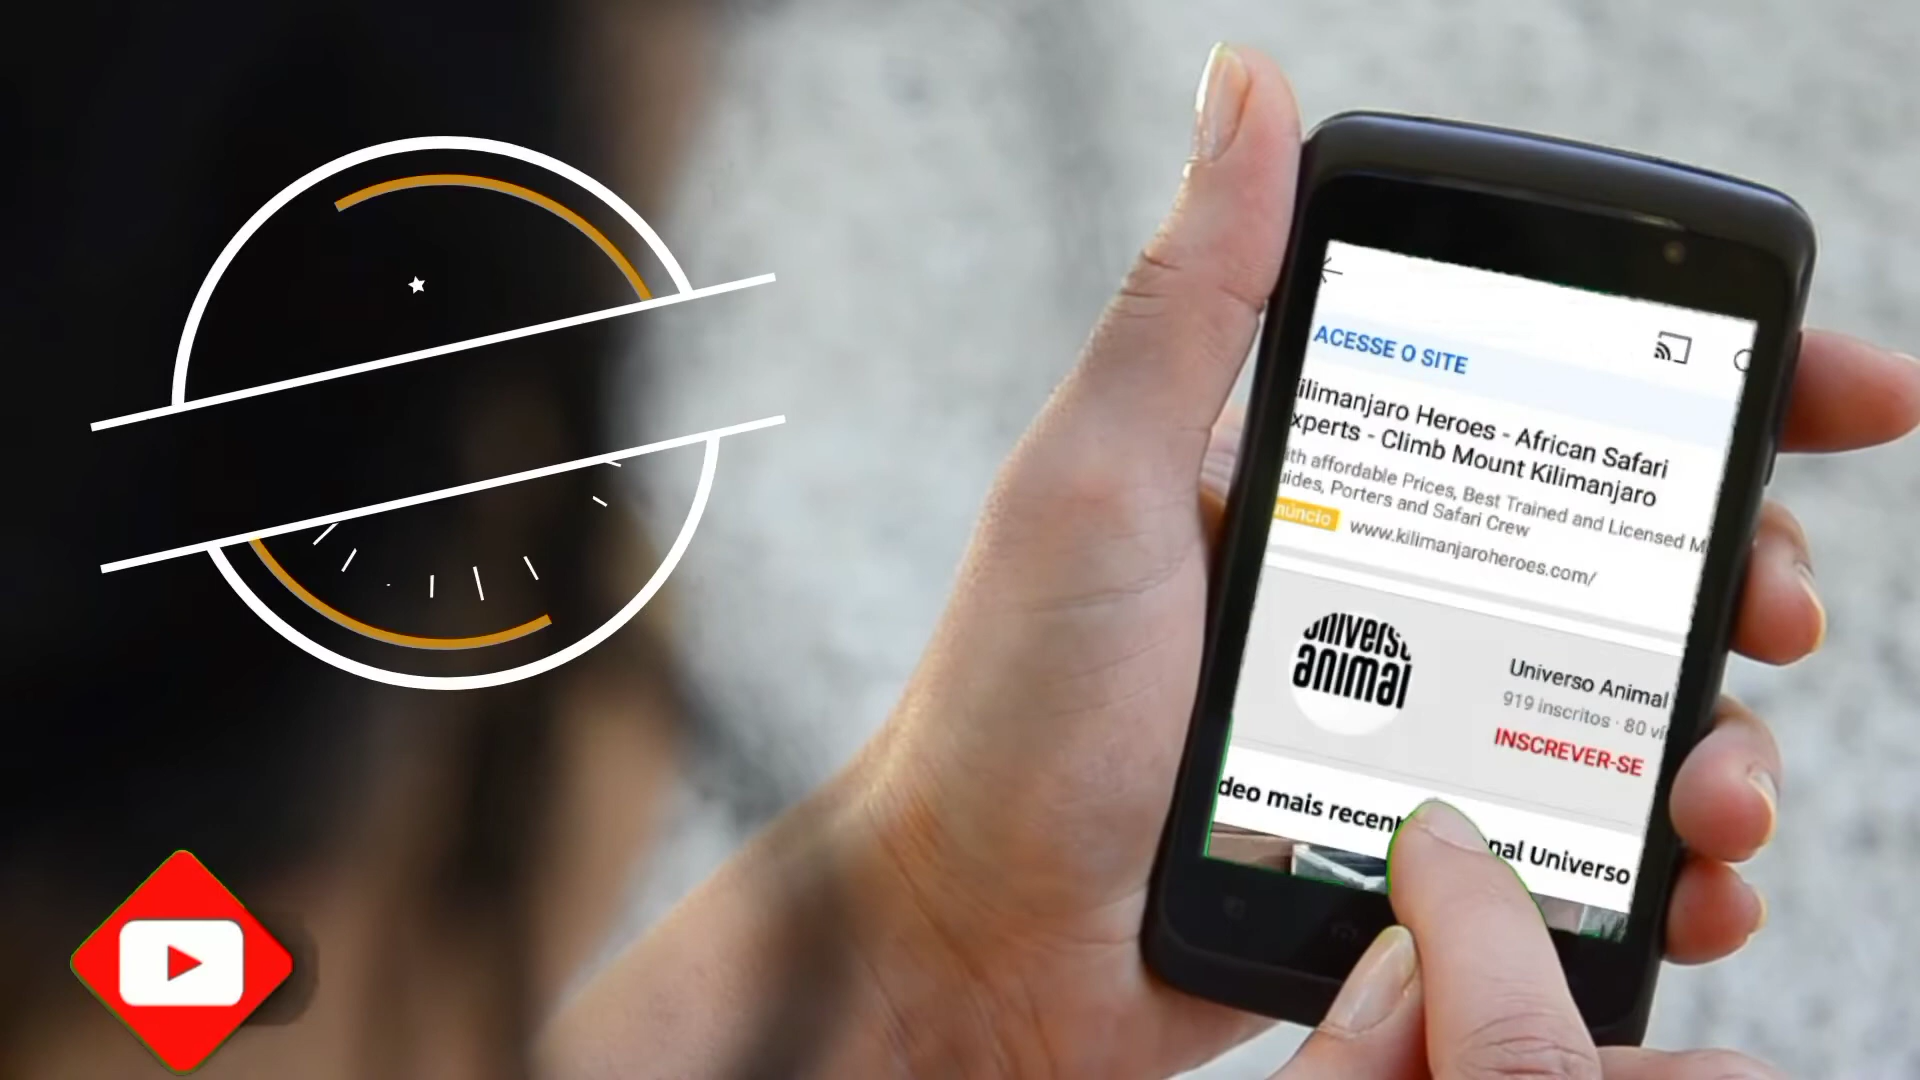 ACESSE O SITE
ilimanjaro Heroes - African Safari
xperts - Climb Mount Kilimanjaro
ith affordable Prices, Best Trained and Licensed M
uides, Porters and Safari Crew
núncio www.kilimanjaroheroes.com/
universo
animal
Universo Animal
919 inscritos · 80 ví
INSCREVER-SE
deo mais recent nal Universo